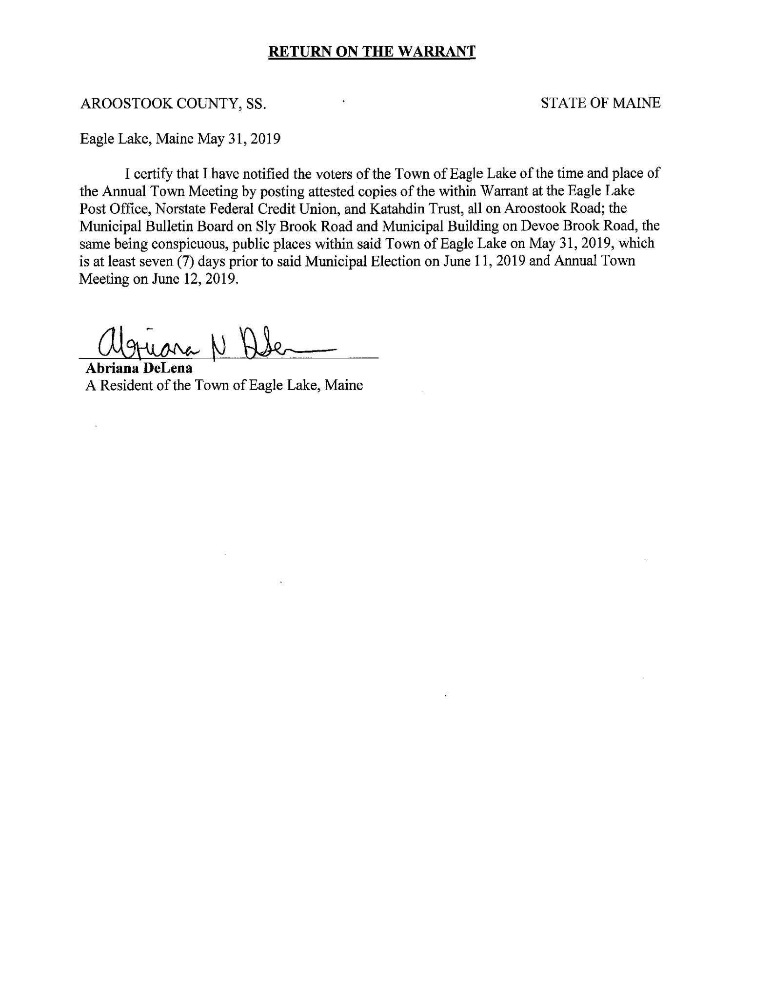 RETURN ON THE WARRANT
AROOSTOOK COUNTY, SS. STATE OF MAINE
Eagle Lake, Maine May 31, 2019
I certify that I have notified the voters of the Town of Eagle Lake of the time and place of
the Annual Town Meeting by posting attested copies of the within Warrant at the Eagle Lake
Post Office, Norstate Federal Credit Union, and Katahdin Trust, all on Aroostook Road; the
Municipal Bulletin Board on Sly Brook Road and Municipal Building on Devoe Brook Road, the
same being conspicuous, public places within said Town of Eagle Lake on May 31, 2019, which
is at least seven (7) days prior to said Municipal Election on June 11, 2019 and Annual Town
Meeting on June 12, 2019.
Abriana N
Abriana DeLena
A Resident of the Town of Eagle Lake, Maine